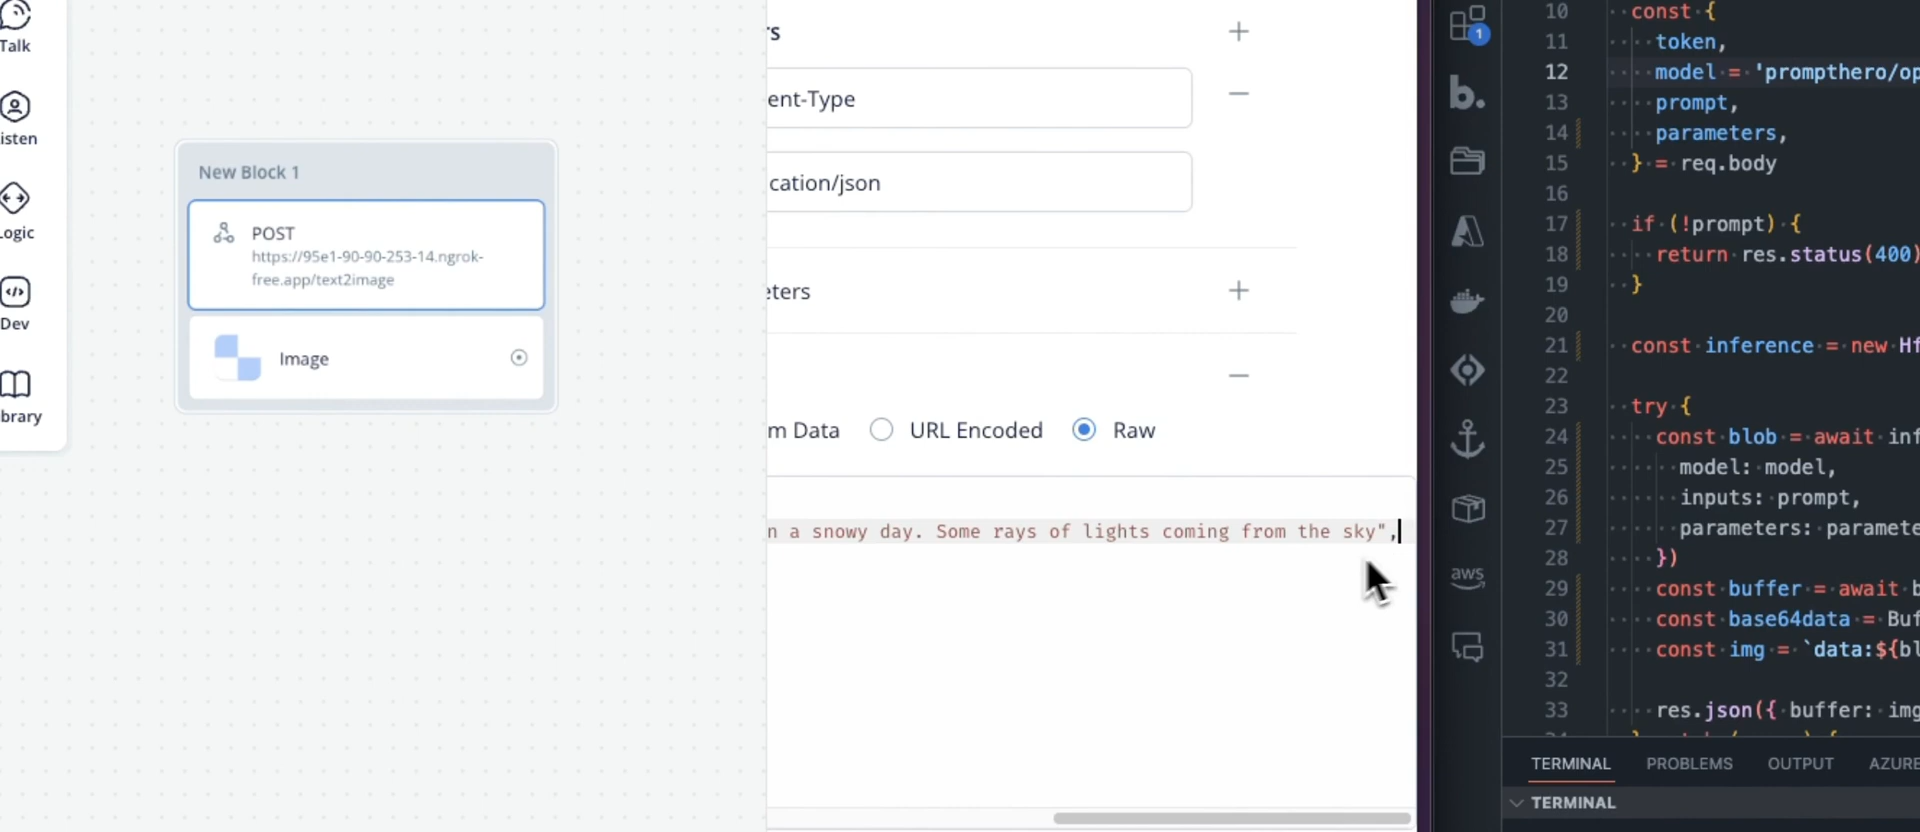 Talk
isten
ogic
Dev
brary
New Block 1
POST
https://95e1-90-90-253-14.ngrok-
free.app/text2image
Image
rs
ent-Type
cation/json
eters
m Data
URL Encoded
Raw
n a snowy day. Some rays of lights coming from the sky",
1
b.
aws
10 const {
11 token,
12 model = 'prompthero/op
13 prompt,
14 parameters,
15 } = req.body
16
17 if (!prompt) {
18 return res.status(400)
19 }
20
21 const inference = new Hf
22
23 try {
24 const blob = await inf
25 model: model,
26 inputs: prompt,
27 parameters: paramete
28 })
29 const buffer = await b
30 const base64data = Buf
31 const img = `data:${bl
32
33 res.json({ buffer: img
TERMINAL PROBLEMS OUTPUT AZURE
TERMINAL